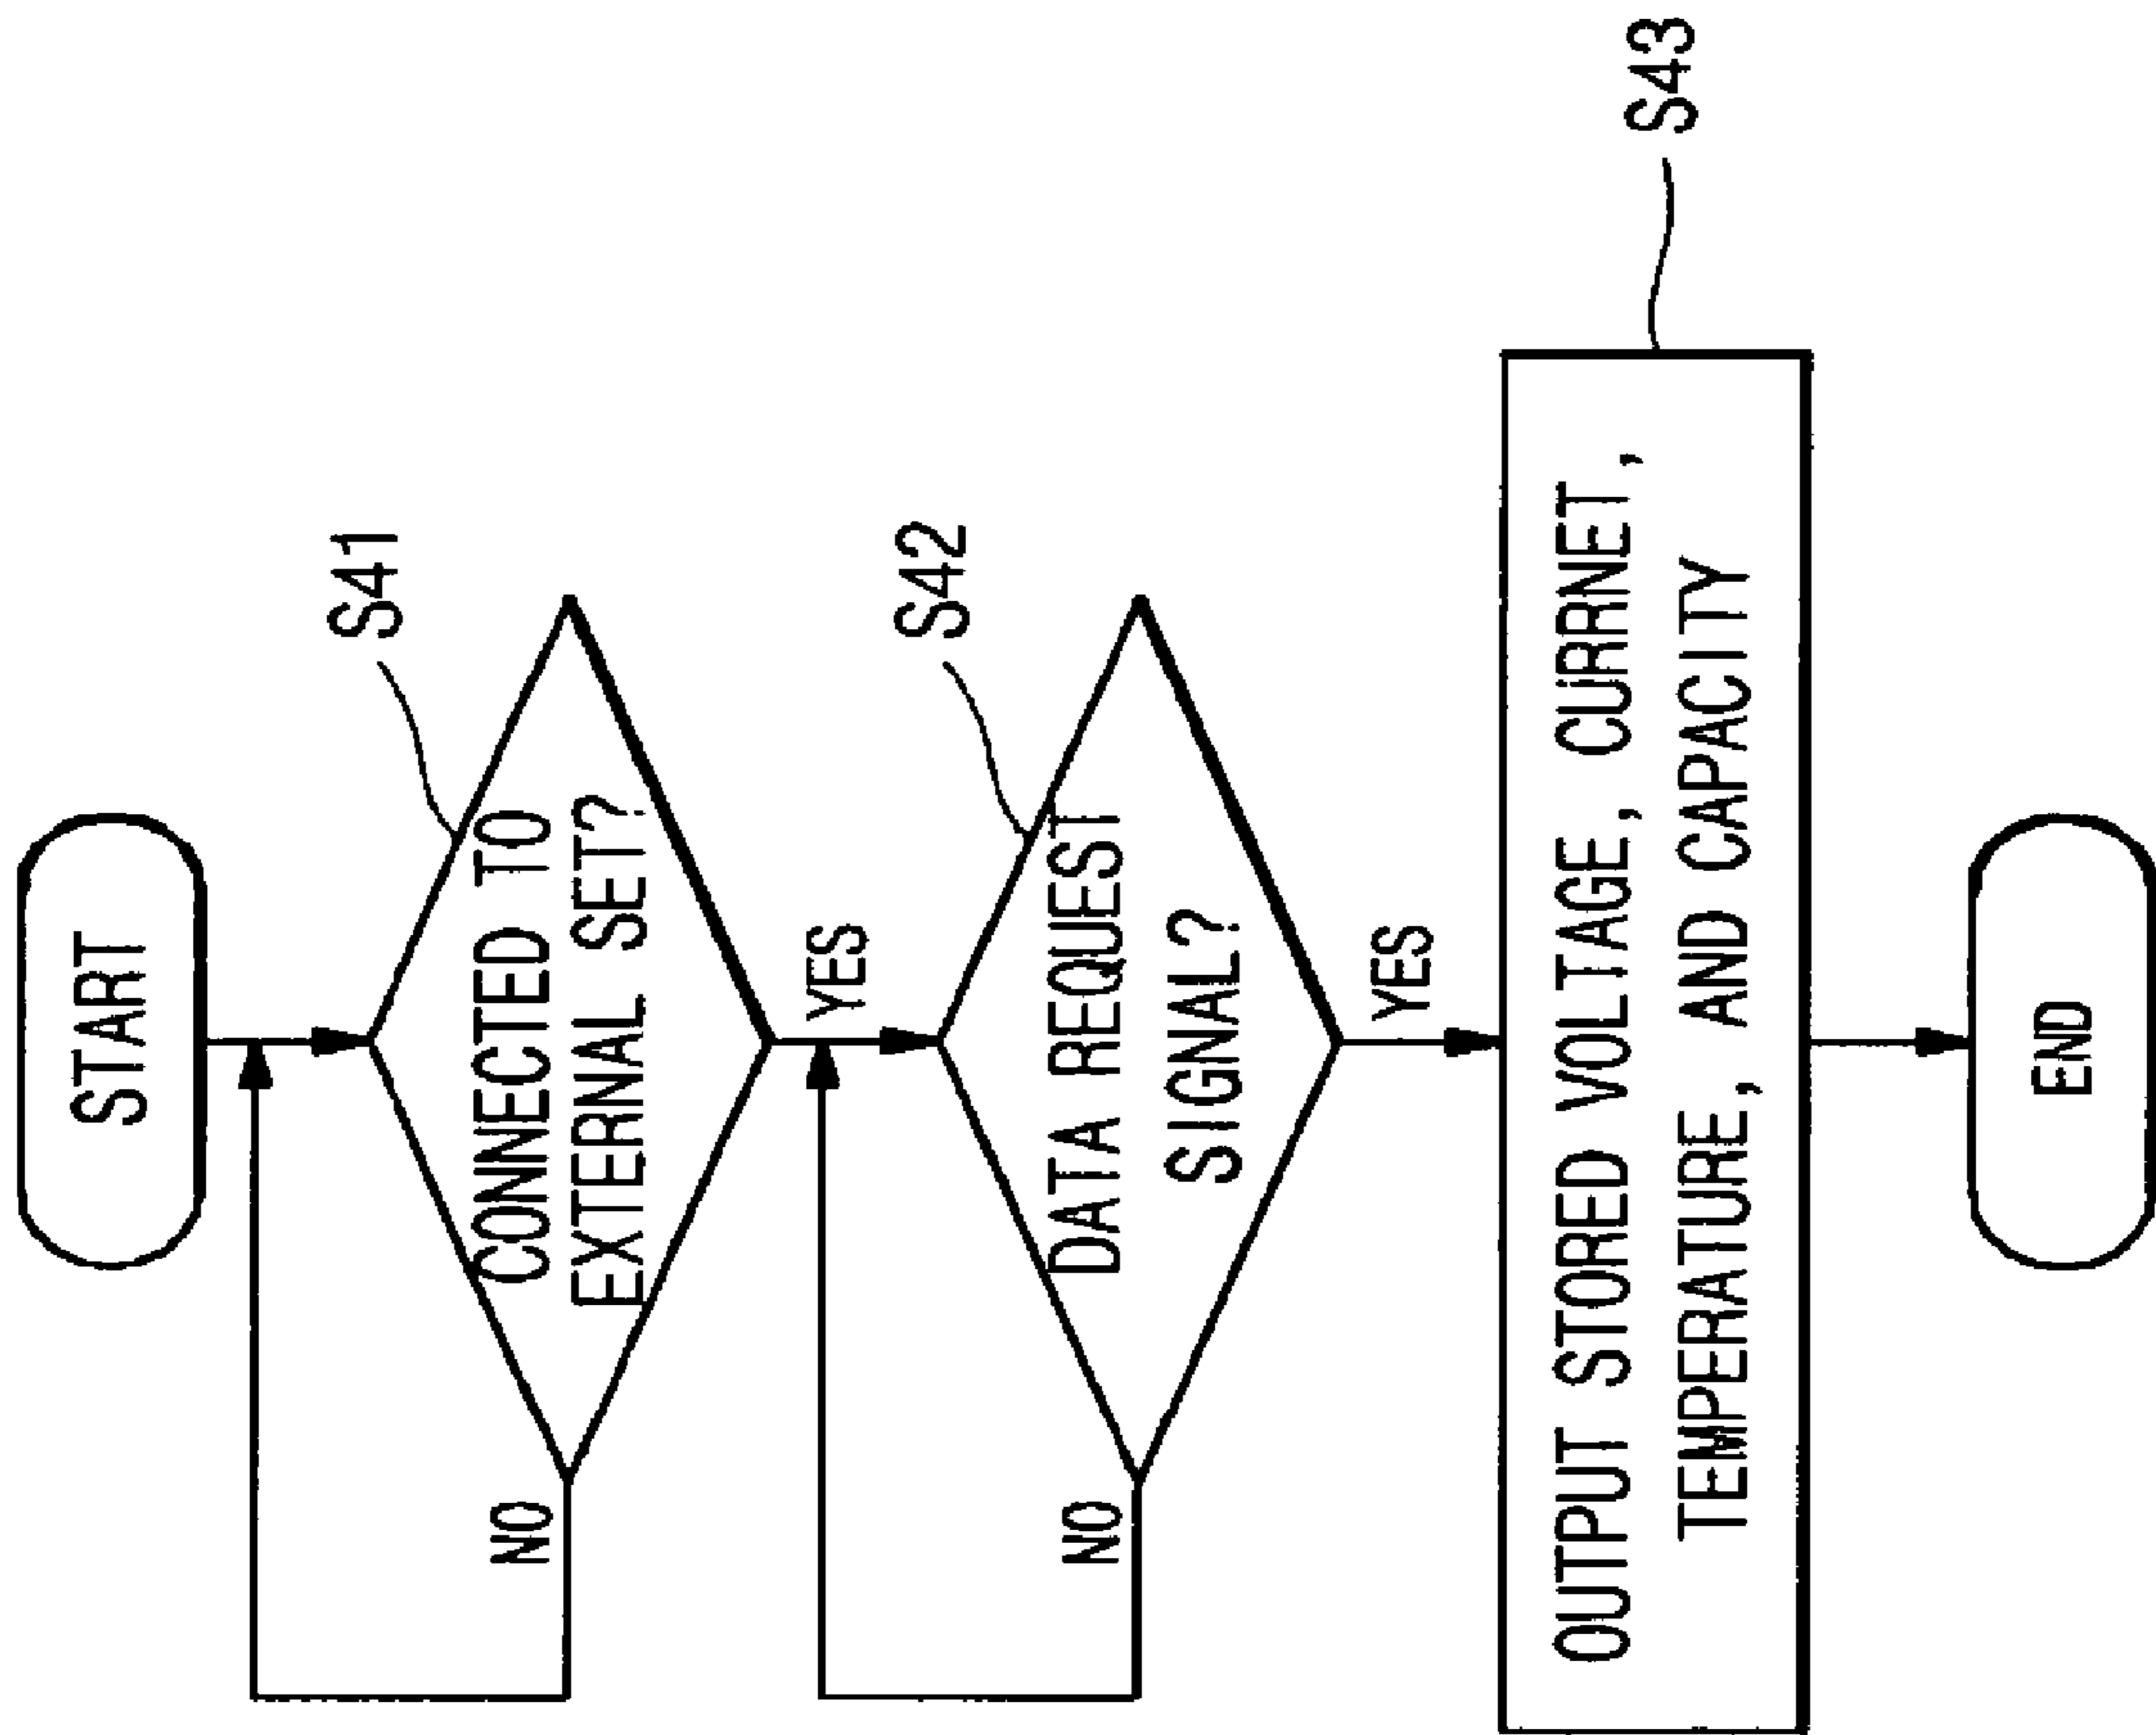 START
S41
CONNECTED TO
EXTERNAL SET?
NO
YES
S42
DATA REQUEST
SIGNAL?
NO
YES
S43
OUTPUT STORED VOLTAGE, CURRNET,
TEMPERATURE, AND CAPACITY
END